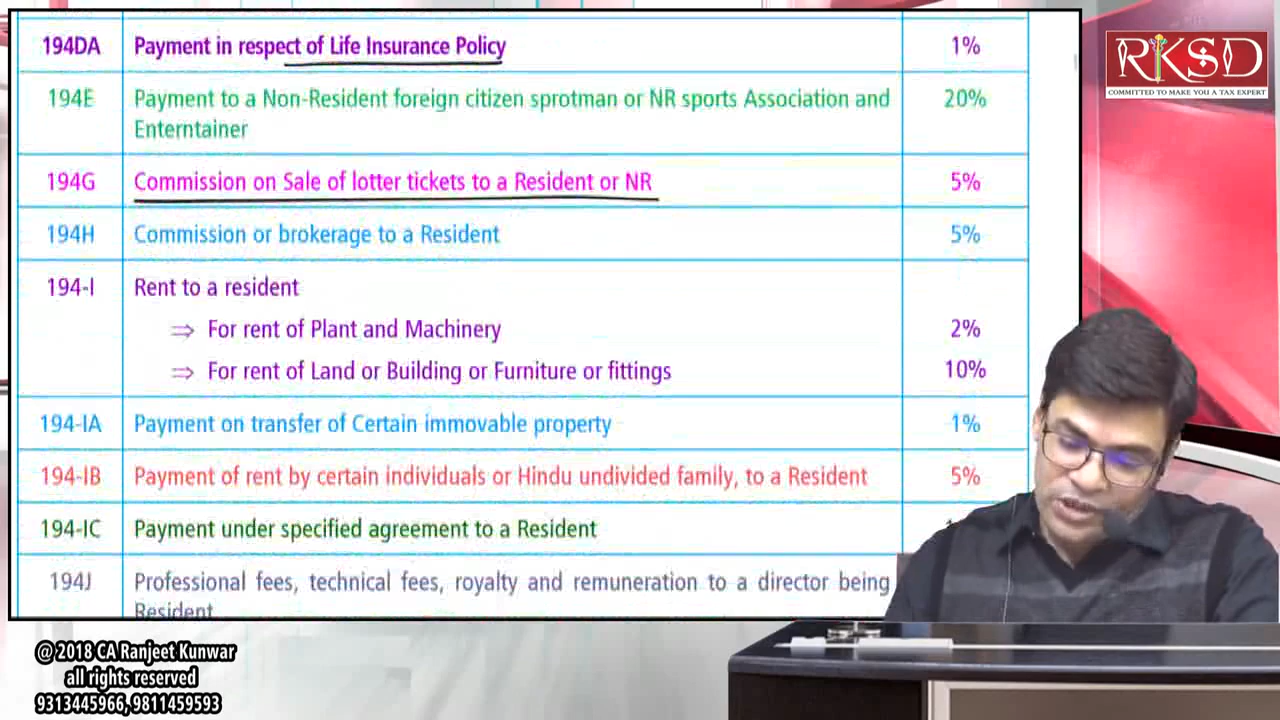 194DA Payment in respect of Life Insurance Policy 1%
194E Payment to a Non-Resident foreign citizen sprotman or NR sports Association and 20%
Enterntainer
194G Commission on Sale of lotter tickets to a Resident or NR 5%
194H Commission or brokerage to a Resident 5%
194-I Rent to a resident
⇒ For rent of Plant and Machinery 2%
⇒ For rent of Land or Building or Furniture or fittings 10%
194-IA Payment on transfer of Certain immovable property 1%
194-IB Payment of rent by certain individuals or Hindu undivided family, to a Resident 5%
194-IC Payment under specified agreement to a Resident
194J Professional fees, technical fees, royalty and remuneration to a director being
Resident
RKSD
COMMITTED TO MAKE YOU A TAX EXPERT
@ 2018 CA Ranjeet Kunwar
all rights reserved
9313445966, 9811459593